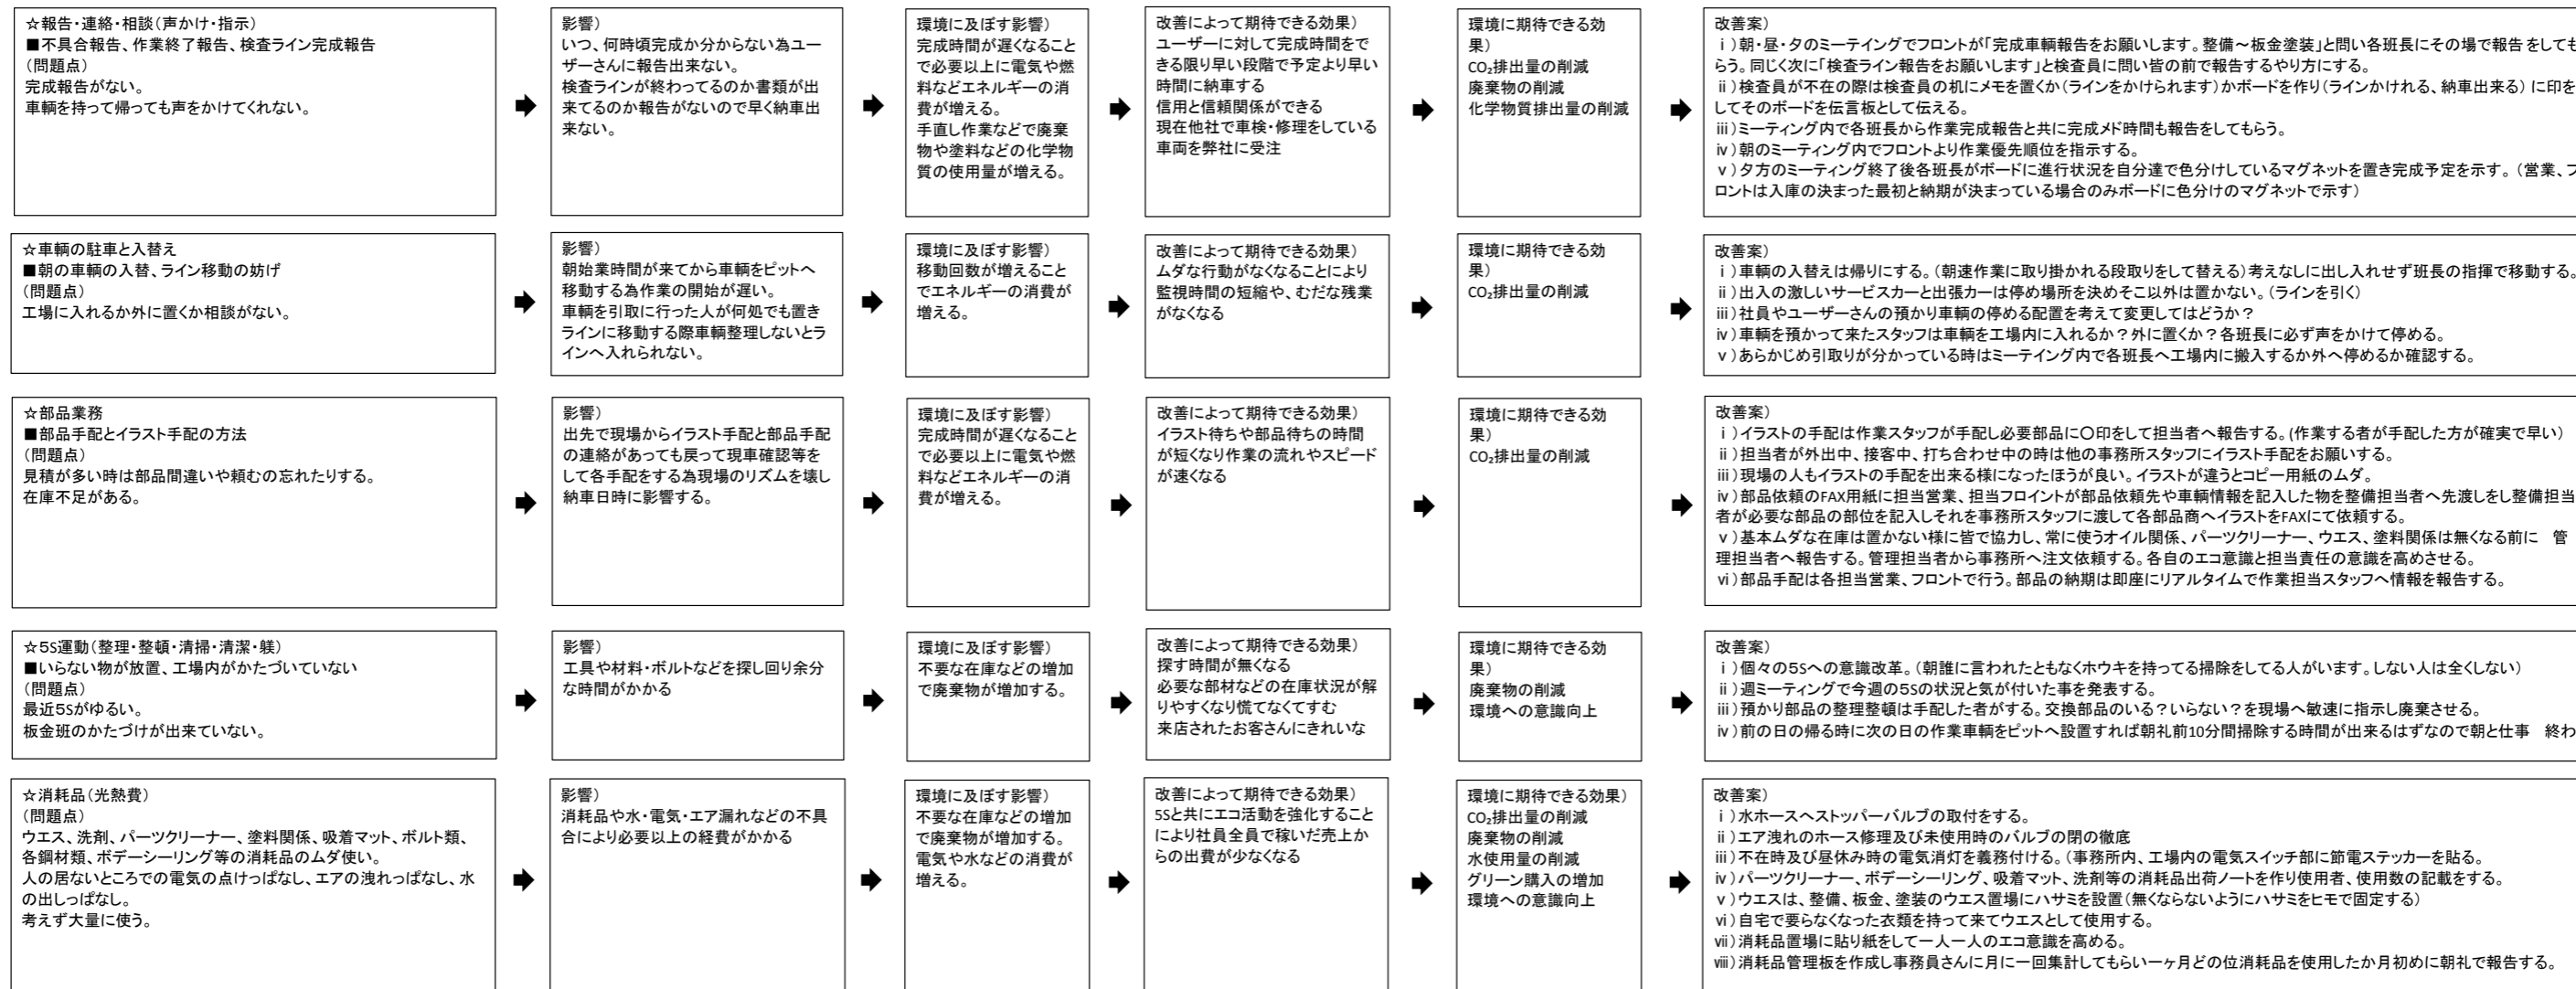 ☆報告・連絡・相談(声かけ・指示)
■不具合報告、作業終了報告、検査ライン完成報告
(問題点)
完成報告がない。
車輌を持って帰っても声をかけてくれない。
影響)
いつ、何時頃完成か分からない為ユー
ザーさんに報告出来ない。
検査ラインが終わってるのか書類が出
来てるのか報告がないので早く納車出
来ない。
環境に及ぼす影響)
完成時間が遅くなること
で必要以上に電気や燃
料などエネルギーの消
費が増える。
手直し作業などで廃棄
物や塗料などの化学物
質の使用量が増える。
改善によって期待できる効果)
ユーザーに対して完成時間をで
きる限り早い段階で予定より早い
時間に納車する
信用と信頼関係ができる
現在他社で車検・修理をしている
車両を弊社に受注
環境に期待できる効
果)
CO₂排出量の削減
廃棄物の削減
化学物質排出量の削減
改善案)
ⅰ)朝・昼・夕のミーテイングでフロントが「完成車輌報告をお願いします。整備～板金塗装」と問い各班長にその場で報告をしても
らう。同じく次に「検査ライン報告をお願いします」と検査員に問い皆の前で報告するやり方にする。
ⅱ)検査員が不在の際は検査員の机にメモを置くか(ラインをかけられます)かボードを作り(ラインかけれる、納車出来る)に印を
してそのボードを伝言板として伝える。
ⅲ)ミーティング内で各班長から作業完成報告と共に完成メド時間も報告をしてもらう。
ⅳ)朝のミーティング内でフロントより作業優先順位を指示する。
ⅴ)夕方のミーティング終了後各班長がボードに進行状況を自分達で色分けしているマグネットを置き完成予定を示す。(営業、フ
ロントは入庫の決まった最初と納期が決まっている場合のみボードに色分けのマグネットで示す)
☆車輌の駐車と入替え
■朝の車輌の入替、ライン移動の妨げ
(問題点)
工場に入れるか外に置くか相談がない。
影響)
朝始業時間が来てから車輌をピットへ
移動する為作業の開始が遅い。
車輌を引取に行った人が何処でも置き
ラインに移動する際車輌整理しないとラ
インへ入れられない。
環境に及ぼす影響)
移動回数が増えること
でエネルギーの消費が
増える。
改善によって期待できる効果)
ムダな行動がなくなることにより
監視時間の短縮や、むだな残業
がなくなる
環境に期待できる効
果)
CO₂排出量の削減
改善案)
ⅰ)車輌の入替えは帰りにする。(朝速作業に取り掛かれる段取りをして替える)考えなしに出し入れせず班長の指揮で移動する。
ⅱ)出入の激しいサービスカーと出張カーは停め場所を決めそこ以外は置かない。(ラインを引く)
ⅲ)社員やユーザーさんの預かり車輌の停める配置を考えて変更してはどうか？
ⅳ)車輌を預かって来たスタッフは車輌を工場内に入れるか？外に置くか？各班長に必ず声をかけて停める。
ⅴ)あらかじめ引取りが分かっている時はミーテイング内で各班長へ工場内に搬入するか外へ停めるか確認する。
☆部品業務
■部品手配とイラスト手配の方法
(問題点)
見積が多い時は部品間違いや頼むの忘れたりする。
在庫不足がある。
影響)
出先で現場からイラスト手配と部品手配
の連絡があっても戻って現車確認等を
して各手配をする為現場のリズムを壊し
納車日時に影響する。
環境に及ぼす影響)
完成時間が遅くなること
で必要以上に電気や燃
料などエネルギーの消
費が増える。
改善によって期待できる効果)
イラスト待ちや部品待ちの時間
が短くなり作業の流れやスピード
が速くなる
環境に期待できる効
果)
CO₂排出量の削減
改善案)
ⅰ)イラストの手配は作業スタッフが手配し必要部品に〇印をして担当者へ報告する。(作業する者が手配した方が確実で早い)
ⅱ)担当者が外出中、接客中、打ち合わせ中の時は他の事務所スタッフにイラスト手配をお願いする。
ⅲ)現場の人もイラストの手配を出来る様になったほうが良い。イラストが違うとコピー用紙のムダ。
ⅳ)部品依頼のFAX用紙に担当営業、担当フロイントが部品依頼先や車輌情報を記入した物を整備担当者へ先渡しをし整備担当
者が必要な部品の部位を記入しそれを事務所スタッフに渡して各部品商へイラストをFAXにて依頼する。
ⅴ)基本ムダな在庫は置かない様に皆で協力し、常に使うオイル関係、パーツクリーナー、ウエス、塗料関係は無くなる前に　管
理担当者へ報告する。管理担当者から事務所へ注文依頼する。各自のエコ意識と担当責任の意識を高めさせる。
ⅵ)部品手配は各担当営業、フロントで行う。部品の納期は即座にリアルタイムで作業担当スタッフへ情報を報告する。
☆5S運動(整理・整頓・清掃・清潔・躾)
■いらない物が放置、工場内がかたづいていない
(問題点)
最近5Sがゆるい。
板金班のかたづけが出来ていない。
影響)
工具や材料・ボルトなどを探し回り余分
な時間がかかる
環境に及ぼす影響)
不要な在庫などの増加
で廃棄物が増加する。
改善によって期待できる効果)
探す時間が無くなる
必要な部材などの在庫状況が解
りやすくなり慌てなくてすむ
来店されたお客さんにきれいな
環境に期待できる効
果)
廃棄物の削減
環境への意識向上
改善案)
ⅰ)個々の5Sへの意識改革。(朝誰に言われたともなくホウキを持ってる掃除をしてる人がいます。しない人は全くしない)
ⅱ)週ミーティングで今週の5Sの状況と気が付いた事を発表する。
ⅲ)預かり部品の整理整頓は手配した者がする。交換部品のいる？いらない？を現場へ敏速に指示し廃棄させる。
ⅳ)前の日の帰る時に次の日の作業車輌をピットへ設置すれば朝礼前10分間掃除する時間が出来るはずなので朝と仕事　終わ
☆消耗品(光熱費)
(問題点)
ウエス、洗剤、パーツクリーナー、塗料関係、吸着マット、ボルト類、
各鋼材類、ボデーシーリング等の消耗品のムダ使い。
人の居ないところでの電気の点けっぱなし、エアの洩れっぱなし、水
の出しっぱなし。
考えず大量に使う。
影響)
消耗品や水・電気・エア漏れなどの不具
合により必要以上の経費がかかる
環境に及ぼす影響)
不要な在庫などの増加
で廃棄物が増加する。
電気や水などの消費が
増える。
改善によって期待できる効果)
5Sと共にエコ活動を強化すること
により社員全員で稼いだ売上か
らの出費が少なくなる
環境に期待できる効果)
CO₂排出量の削減
廃棄物の削減
水使用量の削減
グリーン購入の増加
環境への意識向上
改善案)
ⅰ)水ホースへストッパーバルブの取付をする。
ⅱ)エア洩れのホース修理及び未使用時のバルブの閉の徹底
ⅲ)不在時及び昼休み時の電気消灯を義務付ける。(事務所内、工場内の電気スイッチ部に節電ステッカーを貼る。
ⅳ)パーツクリーナー、ボデーシーリング、吸着マット、洗剤等の消耗品出荷ノートを作り使用者、使用数の記載をする。
ⅴ)ウエスは、整備、板金、塗装のウエス置場にハサミを設置(無くならないようにハサミをヒモで固定する)
ⅵ)自宅で要らなくなった衣類を持って来てウエスとして使用する。
ⅶ)消耗品置場に貼り紙をして一人一人のエコ意識を高める。
ⅷ)消耗品管理板を作成し事務員さんに月に一回集計してもらい一ヶ月どの位消耗品を使用したか月初めに朝礼で報告する。